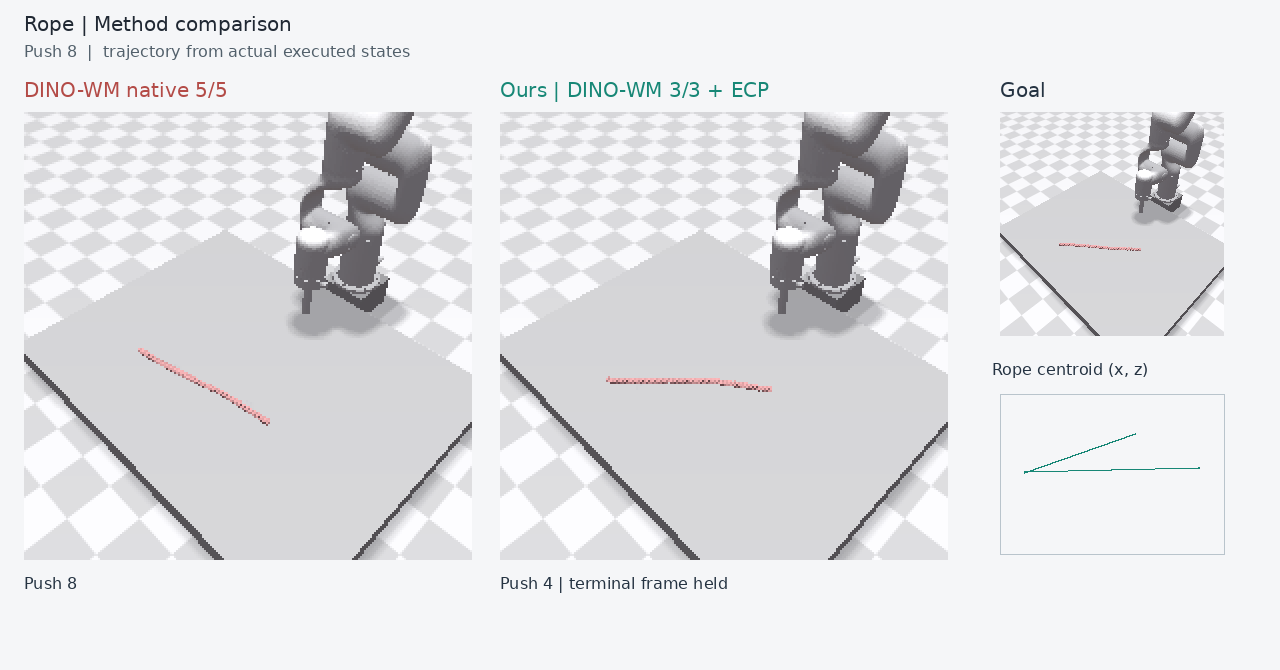 Rope | Method comparison
Push 8 | trajectory from actual executed states
DINO-WM native 5/5
Ours | DINO-WM 3/3 + ECP
Goal
Rope centroid (x, z)
Push 8
Push 4 | terminal frame held